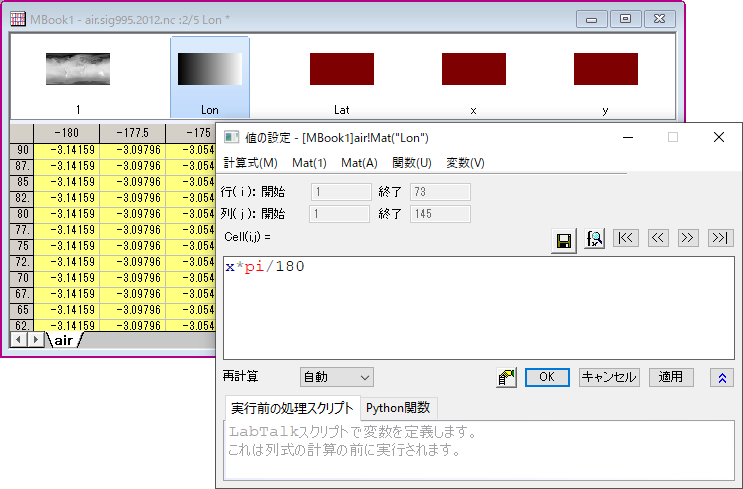 MBook1 - air.sig995.2012.nc :2/5 Lon *
1 Lon Lat x y
-180 -177.5 -175
90 -3.14159 -3.09796 -3.054
87. -3.14159 -3.09796 -3.054
85 -3.14159 -3.09796 -3.054
82. -3.14159 -3.09796 -3.054
80 -3.14159 -3.09796 -3.054
77. -3.14159 -3.09796 -3.054
75 -3.14159 -3.09796 -3.054
72. -3.14159 -3.09796 -3.054
70 -3.14159 -3.09796 -3.054
67. -3.14159 -3.09796 -3.054
65 -3.14159 -3.09796 -3.054
62. -3.14159 -3.09796 -3.054
air
値の設定 - [MBook1]air!Mat("Lon")
計算式(M) Mat(1) Mat(A) 関数(U) 変数(V)
行( i ): 開始 1 終了 73
列( j ): 開始 1 終了 145
Cell(i,j) =
x*pi/180
再計算 自動 OK キャンセル 適用
実行前の処理スクリプト Python関数
LabTalkスクリプトで変数を定義します。
これは列式の計算の前に実行されます。